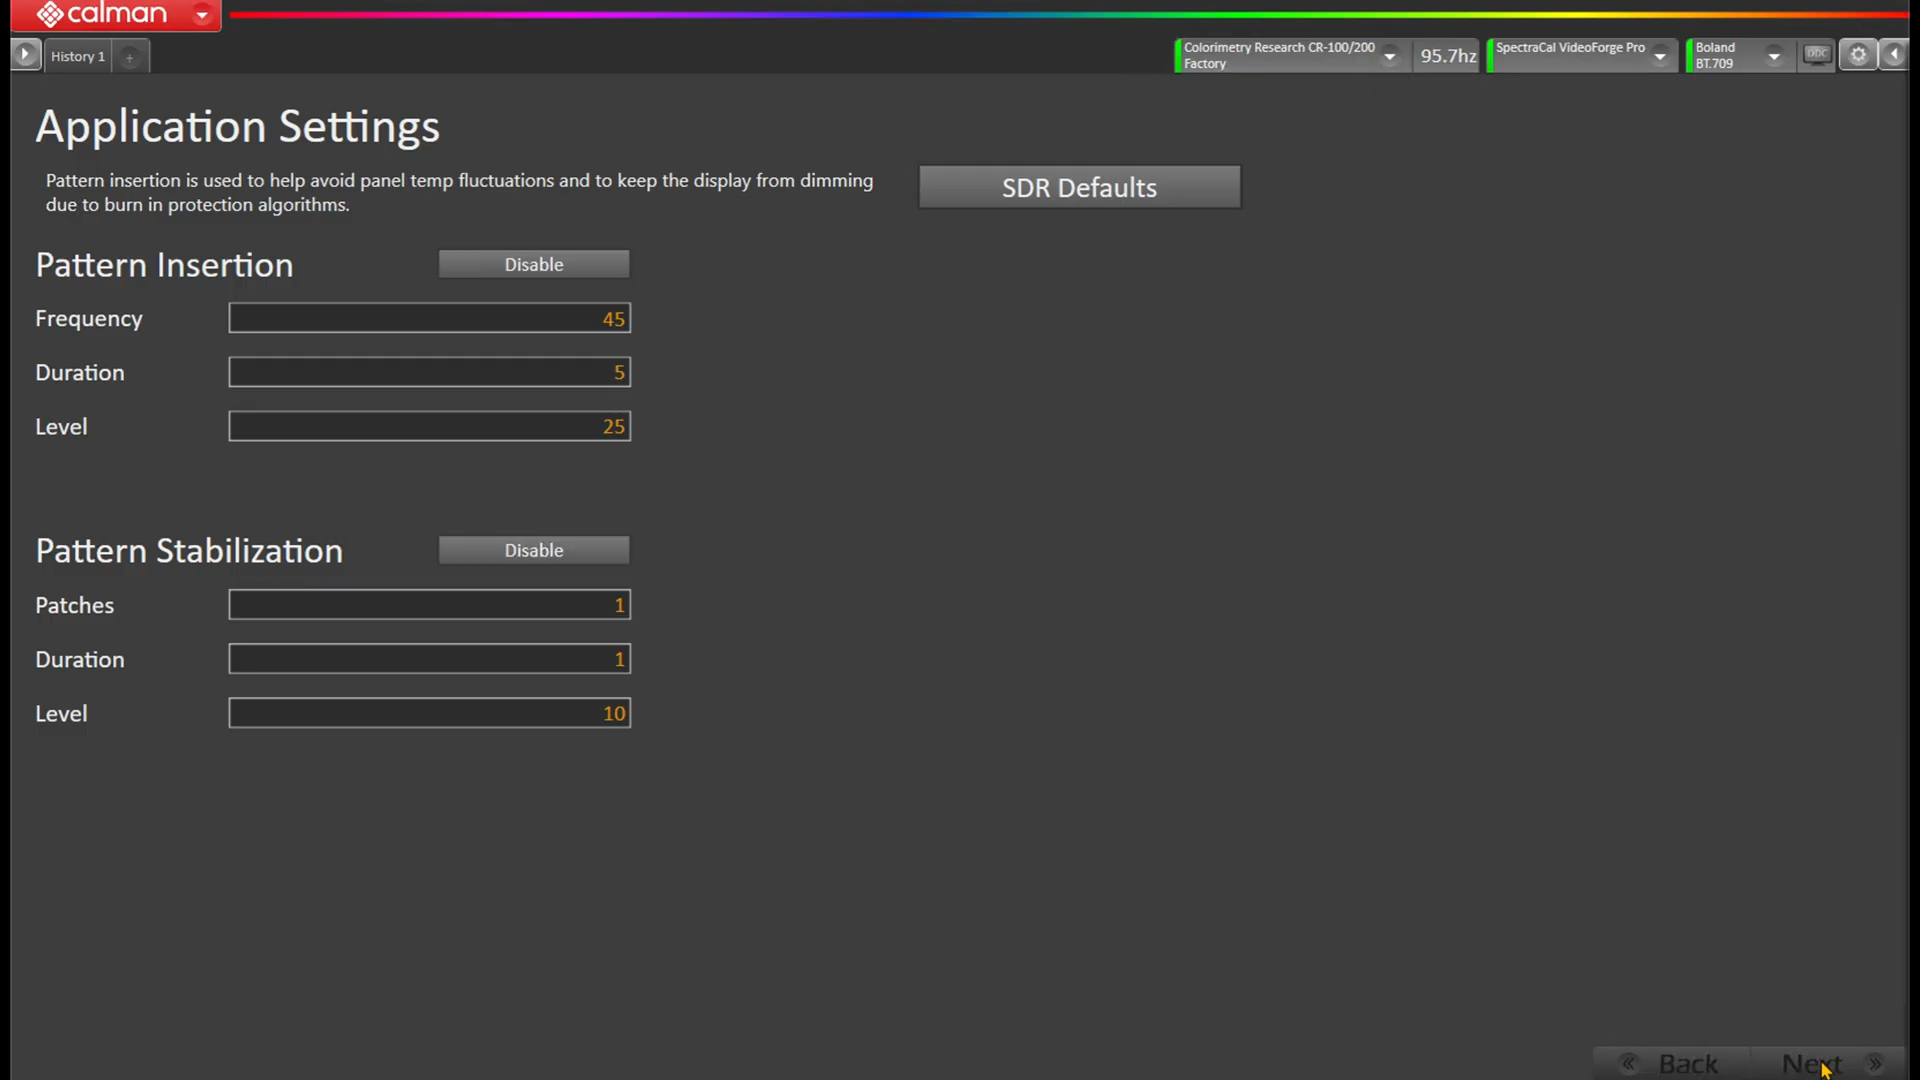 calman
History 1
+
Colorimetry Research CR-100/200
Factory
95.7hz
SpectraCal VideoForge Pro
Boland
BT.709
DDC
Application Settings
Pattern insertion is used to help avoid panel temp fluctuations and to keep the display from dimming
due to burn in protection algorithms.
SDR Defaults
Pattern Insertion
Disable
Frequency 45
Duration 5
Level 25
Pattern Stabilization
Disable
Patches 1
Duration 1
Level 10
« Back
Next »